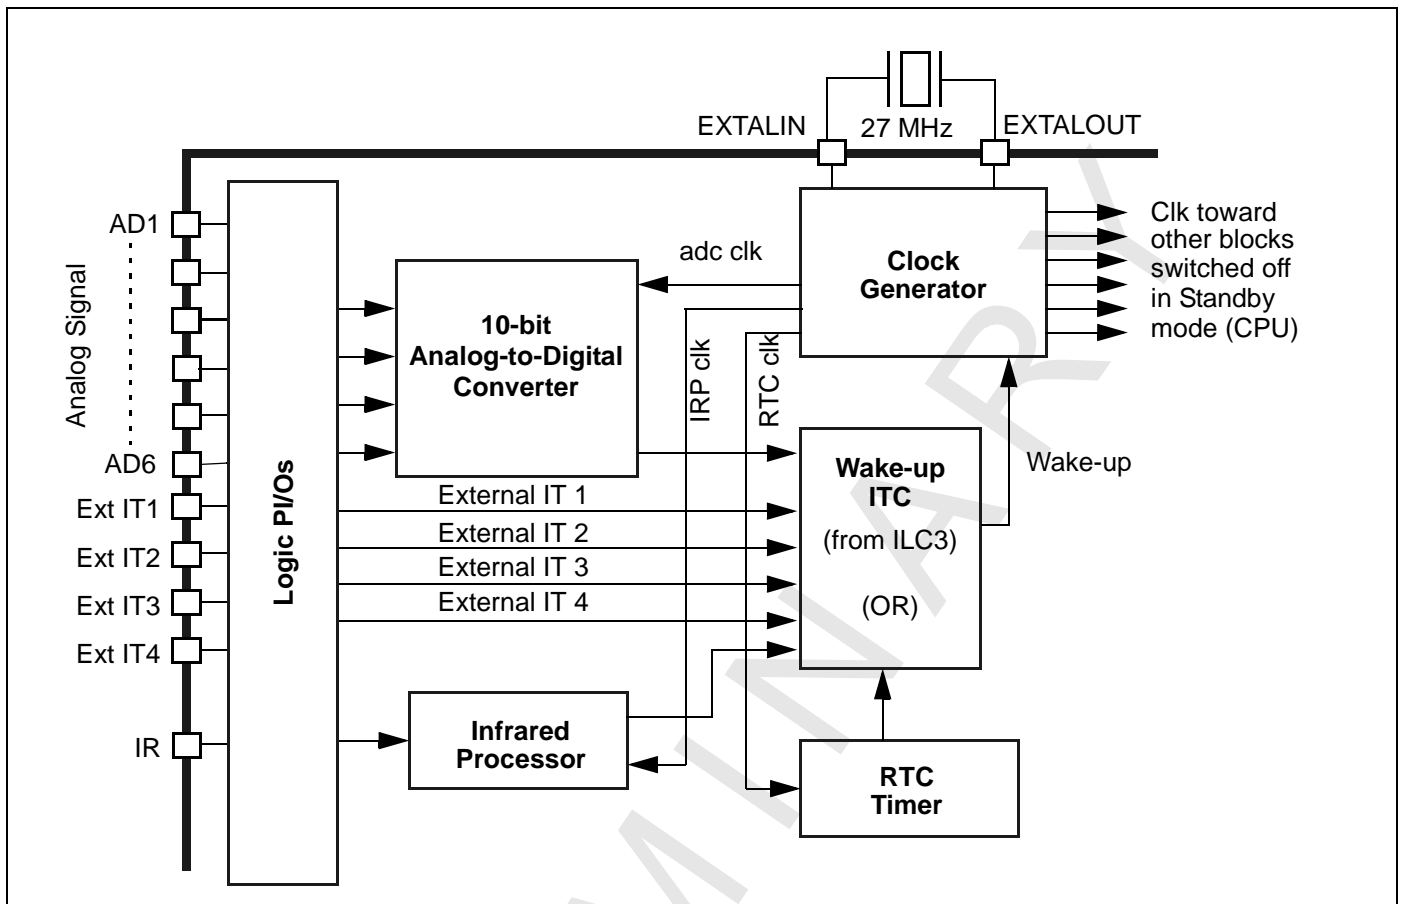 EXTALIN
27 MHz
EXTALOUT
AD1
Analog Signal
AD6
Ext IT1
Ext IT2
Ext IT3
Ext IT4
IR
Logic PI/Os
10-bit
Analog-to-Digital
Converter
adc clk
IRP clk
RTC clk
Clock
Generator
Clk toward
other blocks
switched off
in Standby
mode (CPU)
External IT 1
External IT 2
External IT 3
External IT 4
Wake-up
ITC
(from ILC3)
(OR)
Wake-up
Infrared
Processor
RTC
Timer
MINARY